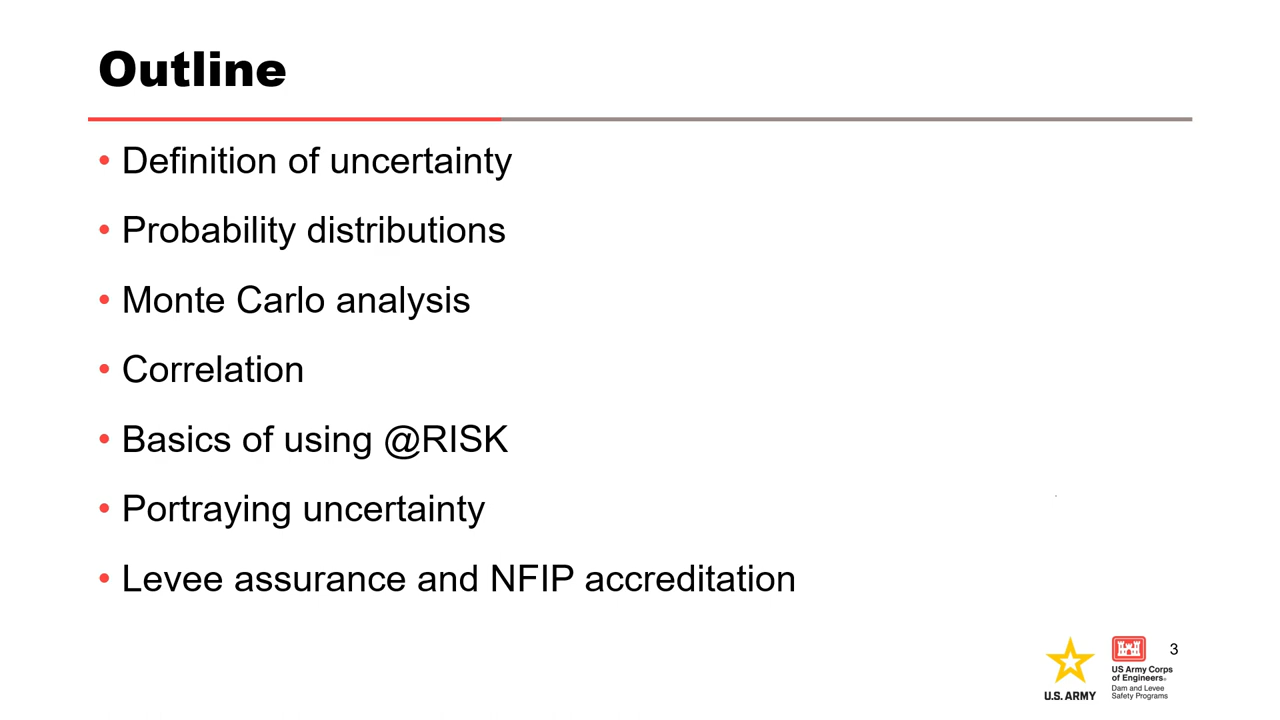 Outline
• Definition of uncertainty
• Probability distributions
• Monte Carlo analysis
• Correlation
• Basics of using @RISK
• Portraying uncertainty
• Levee assurance and NFIP accreditation
3
U.S. ARMY
US Army Corps
of Engineers®
Dam and Levee
Safety Programs